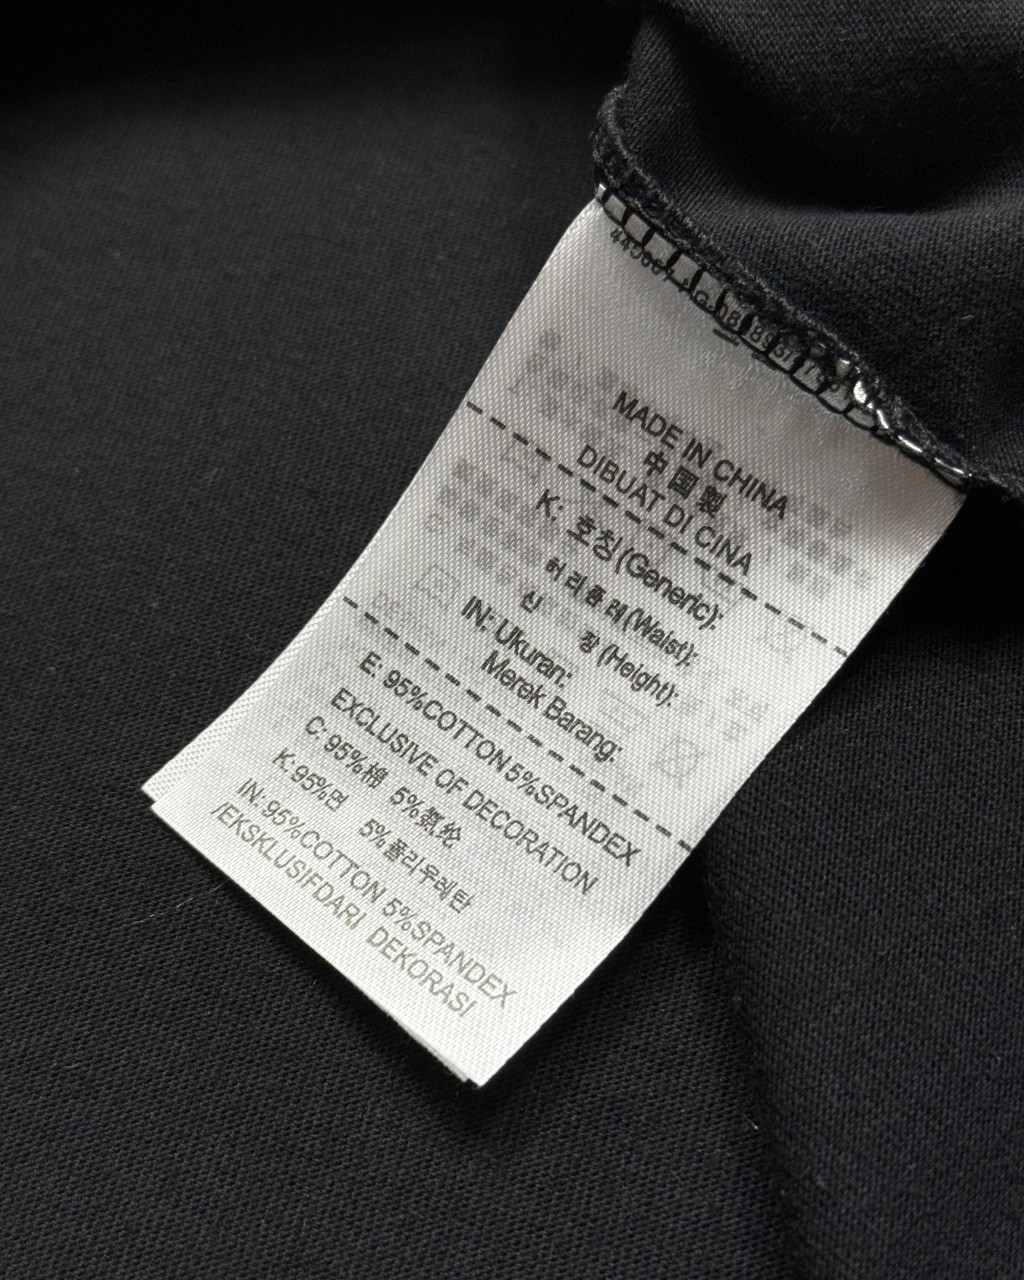 MADE IN CHINA
中國製
DIBUAT DI CINA
K: 호칭(Generic):
허리둘레(Waist):
신 장(Height):
IN: Ukuran:
Merek Barang:
E: 95%COTTON 5%SPANDEX
EXCLUSIVE OF DECORATION
C: 95%棉 5%氨纶
K: 95%면 5%폴리우레탄
IN: 95%COTTON 5%SPANDEX
/EKSKLUSIFDARI DEKORASI